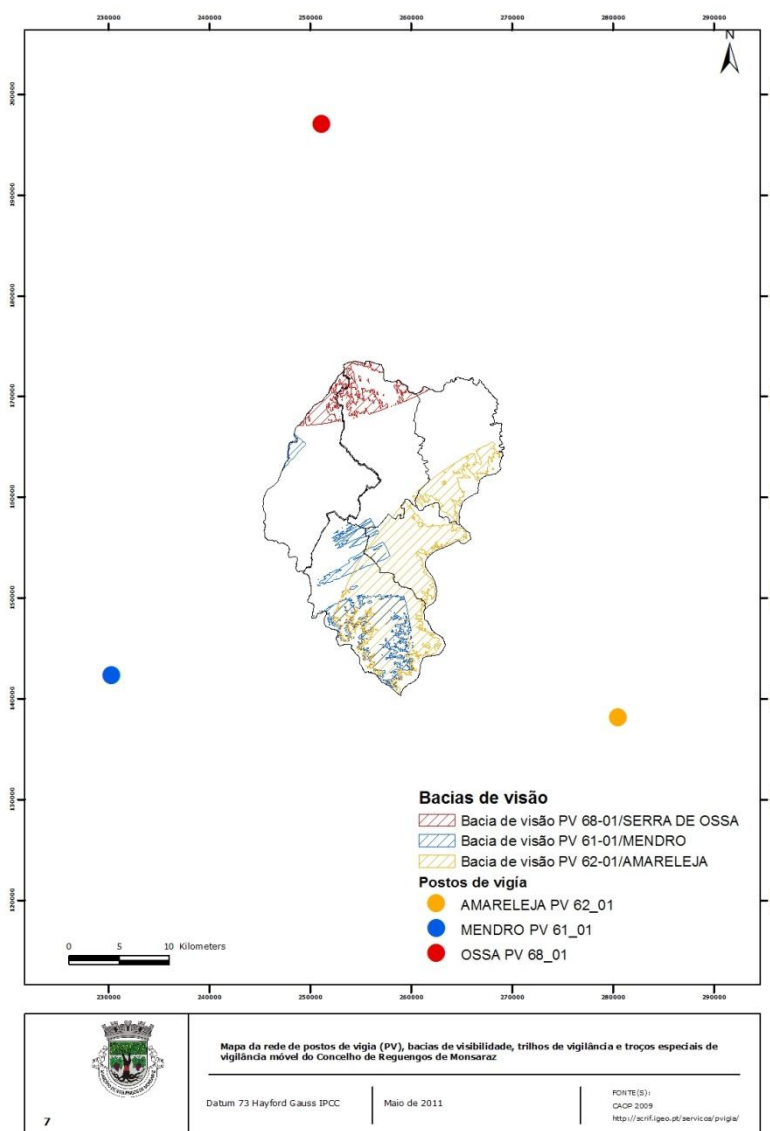 230000 240000 250000 260000 270000 280000 290000
N
200000
190000
180000
170000
160000
150000
140000
130000
120000
Bacias de visão
Bacia de visão PV 68-01/SERRA DE OSSA
Bacia de visão PV 61-01/MENDRO
Bacia de visão PV 62-01/AMARELEJA
Postos de vigía
AMARELEJA PV 62_01
MENDRO PV 61_01
OSSA PV 68_01
0 5 10 Kilometers
230000 240000 250000 260000 270000 280000 290000
Mapa da rede de postos de vigia (PV), bacias de visibilidade, trilhos de vigilância e troços especiais de
vigilância móvel do Concelho de Reguengos de Monsaraz
Datum 73 Hayford Gauss IPCC
Maio de 2011
FONTE(S):
CAOP 2009
http://scrif.igeo.pt/servicos/pvigia/
7